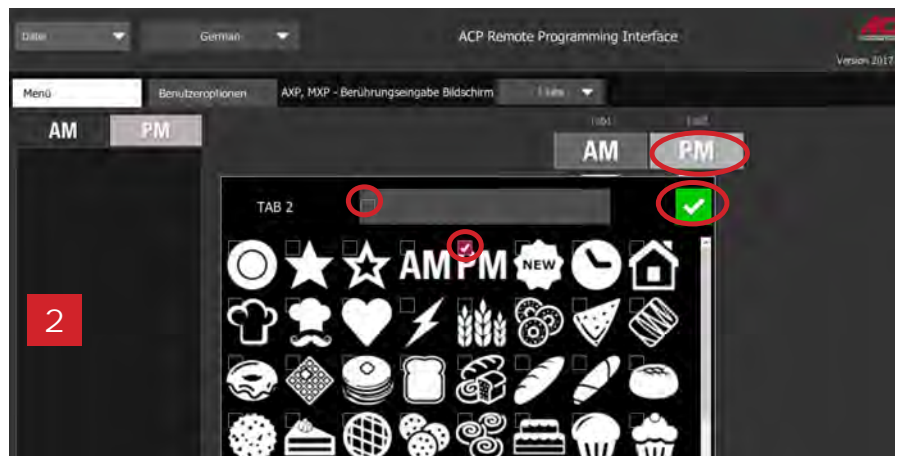 Datei German ACP Remote Programming Interface
Version 2017
Menü Benutzeroptionen AXP, MXP - Berührungseingabe Bildschirm
AM PM
AM PM
TAB 2
AM PM NEW
2